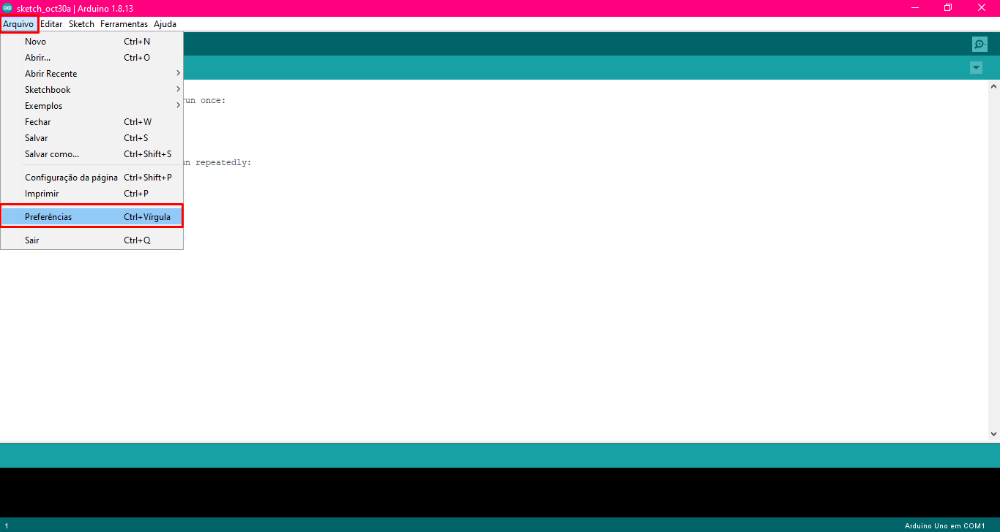 sketch_oct30a | Arduino 1.8.13
Arquivo Editar Sketch Ferramentas Ajuda
Novo Ctrl+N
Abrir... Ctrl+O
Abrir Recente
Sketchbook
Exemplos
run once:
Fechar Ctrl+W
Salvar Ctrl+S
Salvar como... Ctrl+Shift+S
repeatedly:
Configuração da página Ctrl+Shift+P
Imprimir Ctrl+P
Preferências Ctrl+Vírgula
Sair Ctrl+Q
1 Arduino Uno em COM1